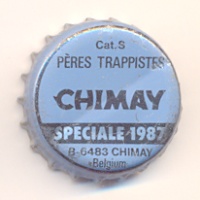 Cat.S
PÈRES TRAPPISTES
CHIMAY
SPECIALE 1987
B-6483 CHIMAY
Belgium